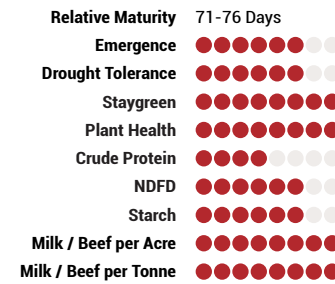 Relative Maturity 71-76 Days
Emergence
Drought Tolerance
Staygreen
Plant Health
Crude Protein
NDFD
Starch
Milk / Beef per Acre
Milk / Beef per Tonne